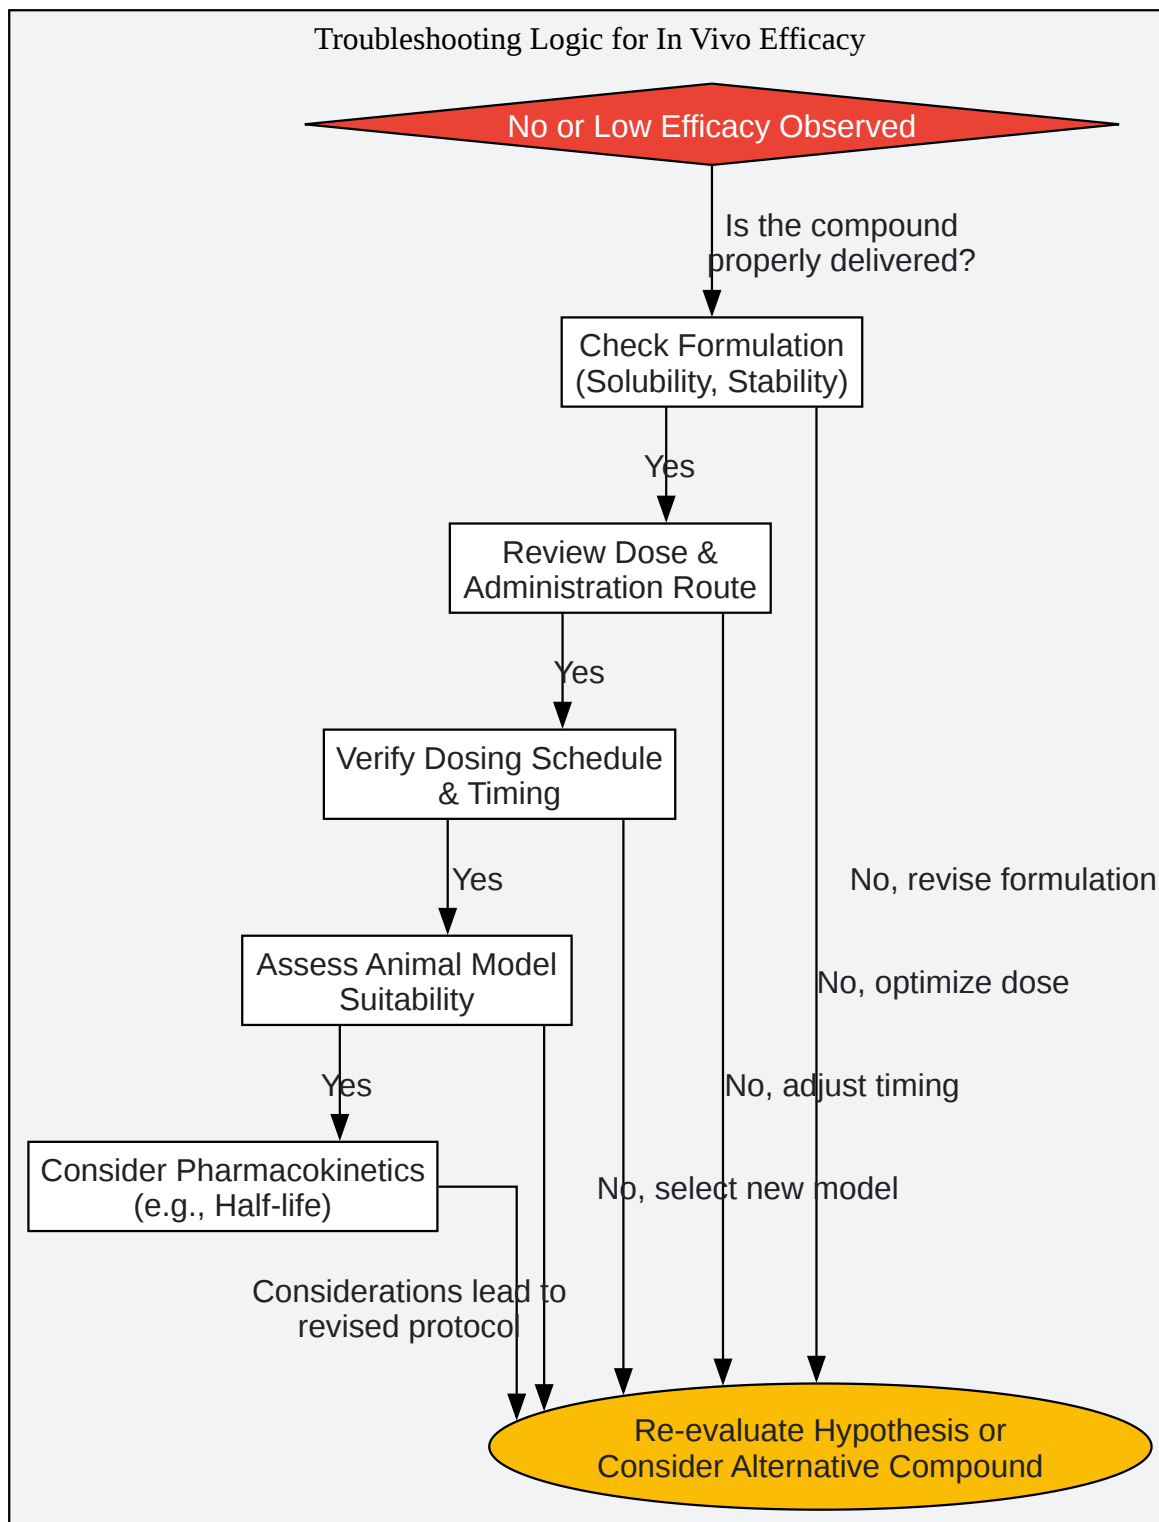 Troubleshooting Logic for In Vivo Efficacy
No or Low Efficacy Observed
Is the compound
properly delivered?
Check Formulation
(Solubility, Stability)
Yes
Review Dose &
Administration Route
Yes
Verify Dosing Schedule
& Timing
Yes
No, revise formulation
Assess Animal Model
Suitability
No, optimize dose
Yes
No, adjust timing
Consider Pharmacokinetics
(e.g., Half-life)
No, select new model
Considerations lead to
revised protocol
Re-evaluate Hypothesis or
Consider Alternative Compound